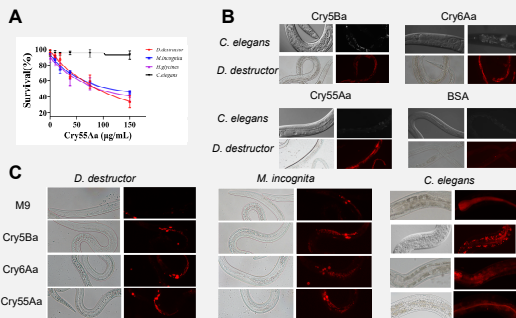 A
Survival(%)
100
80
60
40
20
0
50
100
150
200
Cry55Aa (μg/mL)
D.destructor
M.incognita
H.glycines
C.elegans
B
Cry5Ba
Cry6Aa
C. elegans
D. destructor
Cry55Aa
BSA
C. elegans
D. destructor
C
D. destructor
M. incognita
C. elegans
M9
Cry5Ba
Cry6Aa
Cry55Aa